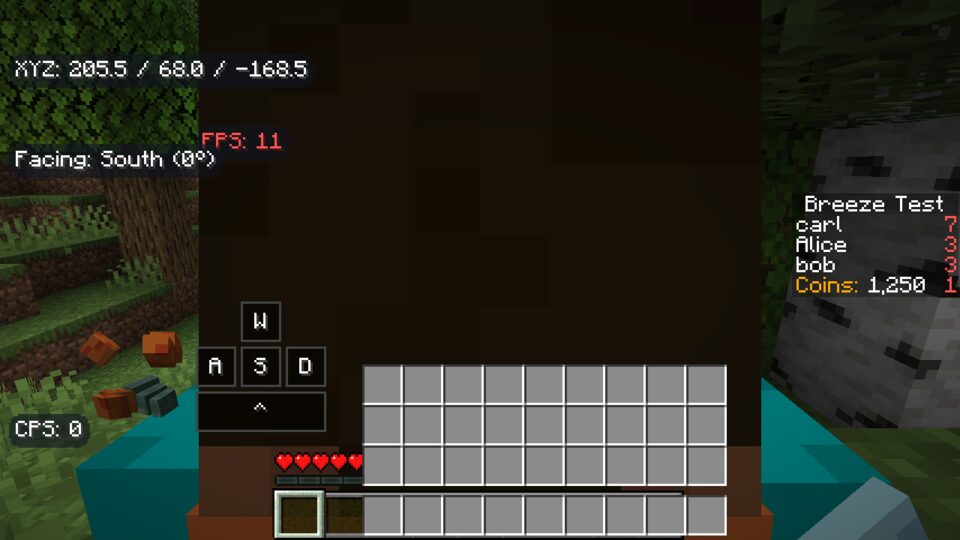 XYZ: 205.5 / 68.0 / -168.5
FPS: 11
Facing: South (0°)
Breeze Test
carl 7
Alice 3
bob 3
Coins: 1,250 1
W
A S D
^
CPS: 0